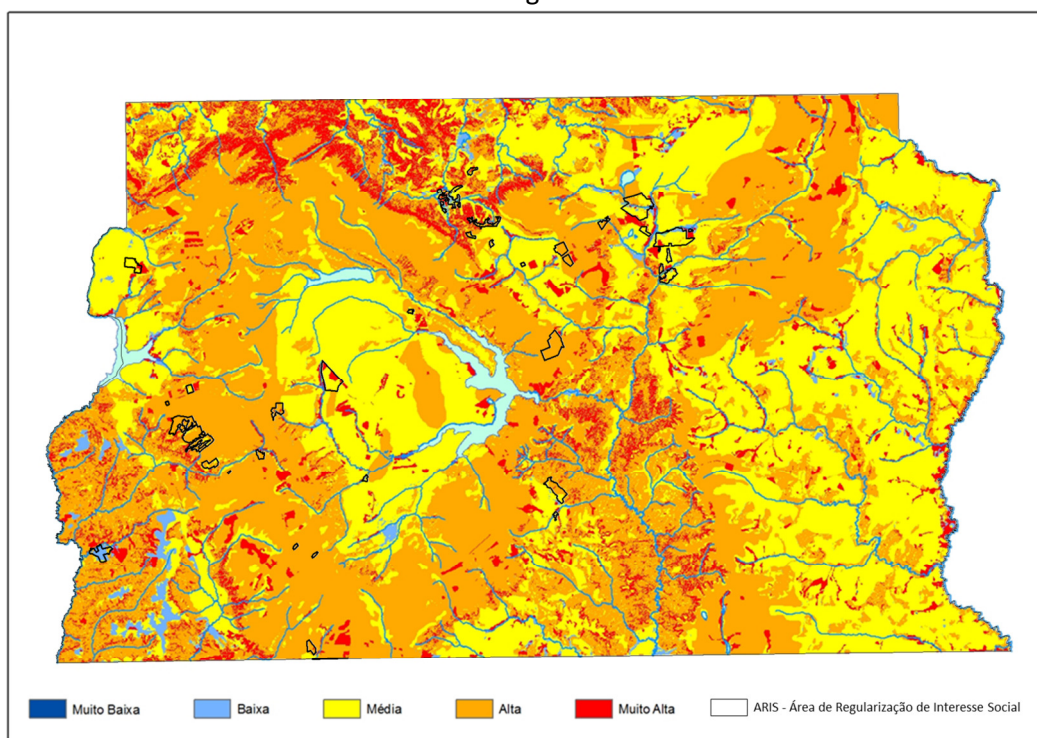 Muito Baixa
Baixa
Média
Alta
Muito Alta
ARIS - Área de Regularização de Interesse Social